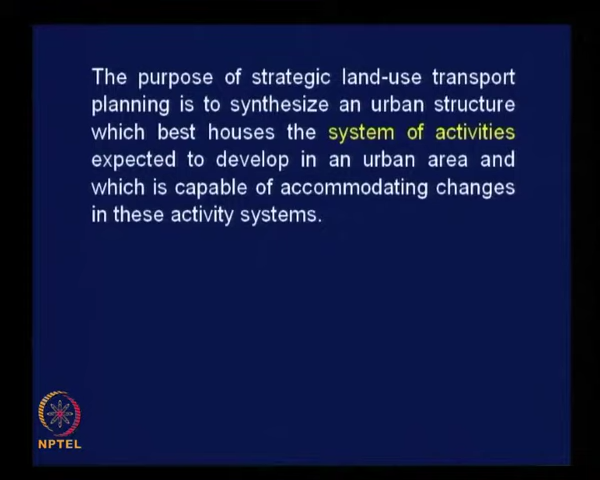 The purpose of strategic land-use transport
planning is to synthesize an urban structure
which best houses the system of activities
expected to develop in an urban area and
which is capable of accommodating changes
in these activity systems.
NPTEL